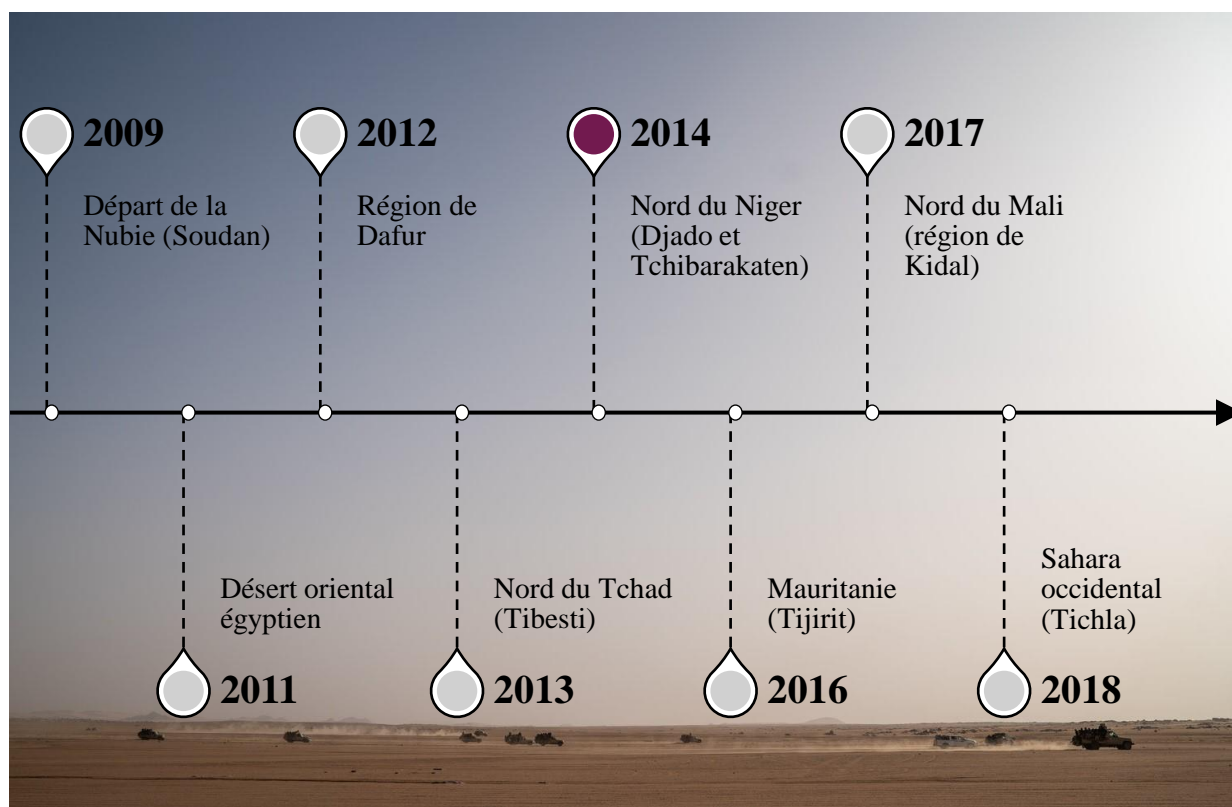 2009
Départ de la
Nubie (Soudan)
2012
Région de
Dafur
2014
Nord du Niger
(Djado et
Tchibarakaten)
2017
Nord du Mali
(région de
Kidal)
Désert oriental
égyptien
2011
Nord du Tchad
(Tibesti)
2013
Mauritanie
(Tijirit)
2016
Sahara
occidental
(Tichla)
2018